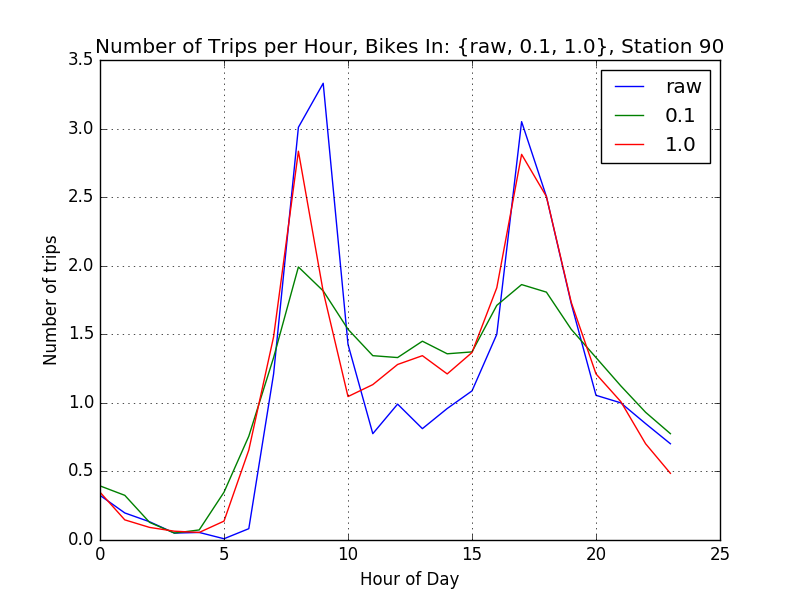 Number of Trips per Hour, Bikes In: {raw, 0.1, 1.0}, Station 90
raw
0.1
1.0
3.5
3.0
2.5
2.0
1.5
1.0
0.5
0.0
Number of trips
0 5 10 15 20 25
Hour of Day